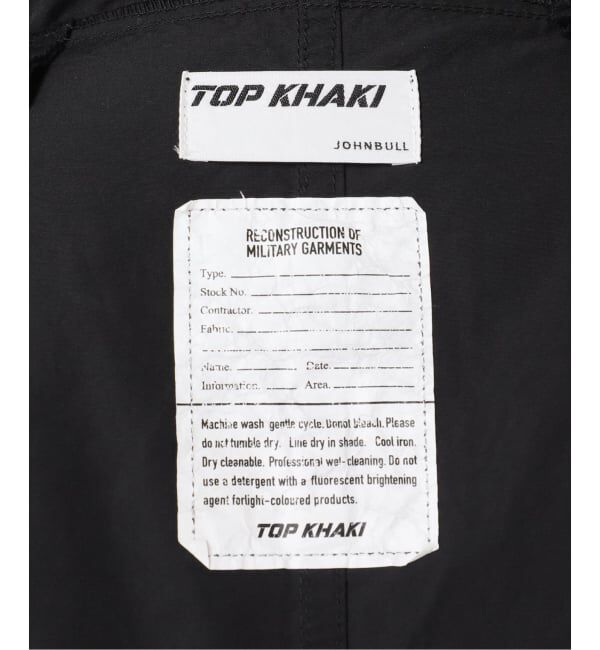 TOP KHAKI
JOHNBULL
RECONSTRUCTION OF
MILITARY GARMENTS
Type.
Stock No.
Contractor.
Fabric.
Name. Date.
Information. Area.
Machine wash gentle cycle. Donot bleach. Please
do not tumble dry. Line dry in shade. Cool iron.
Dry cleanable. Professional wet-cleaning. Do not
use a detergent with a fluorescent brightening
agent forlight-coloured products.
TOP KHAKI